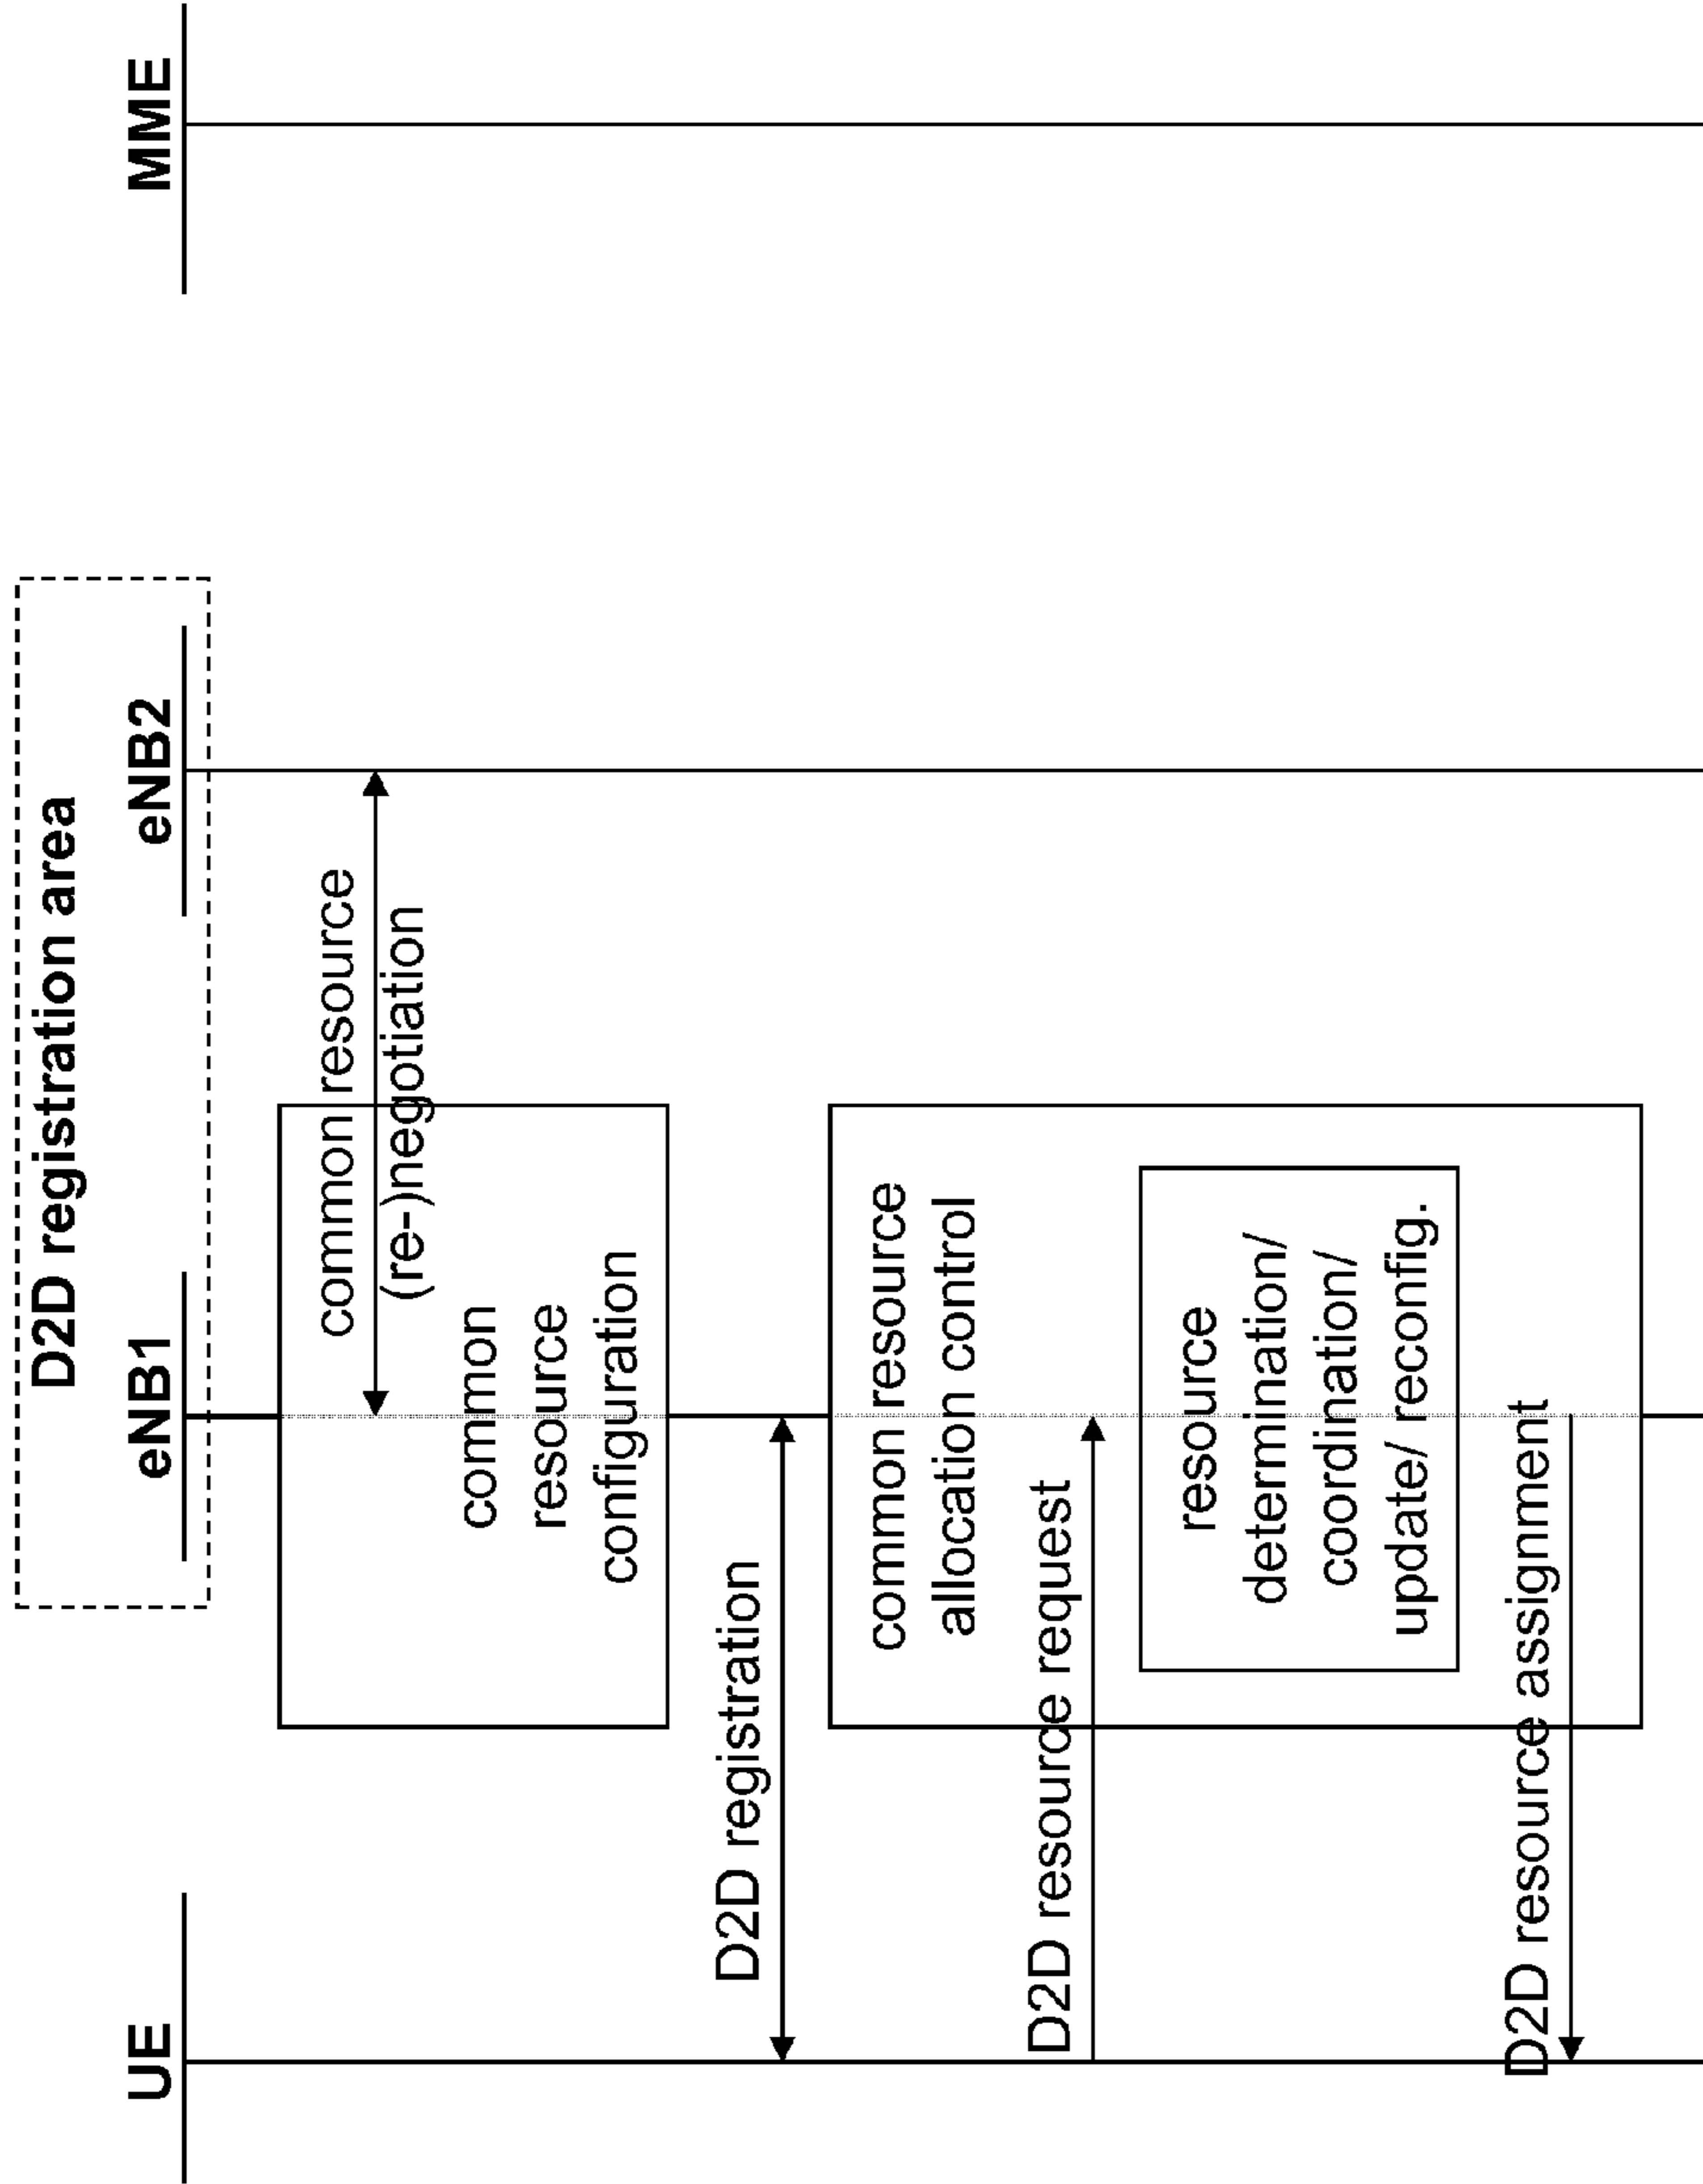 D2D registration area
UE
eNB1
eNB2
MME
common resource
(re-)negotiation
common
resource
configuration
D2D registration
common resource
allocation control
D2D resource request
resource
determination/
coordination/
update/ reconfig.
D2D resource assignment